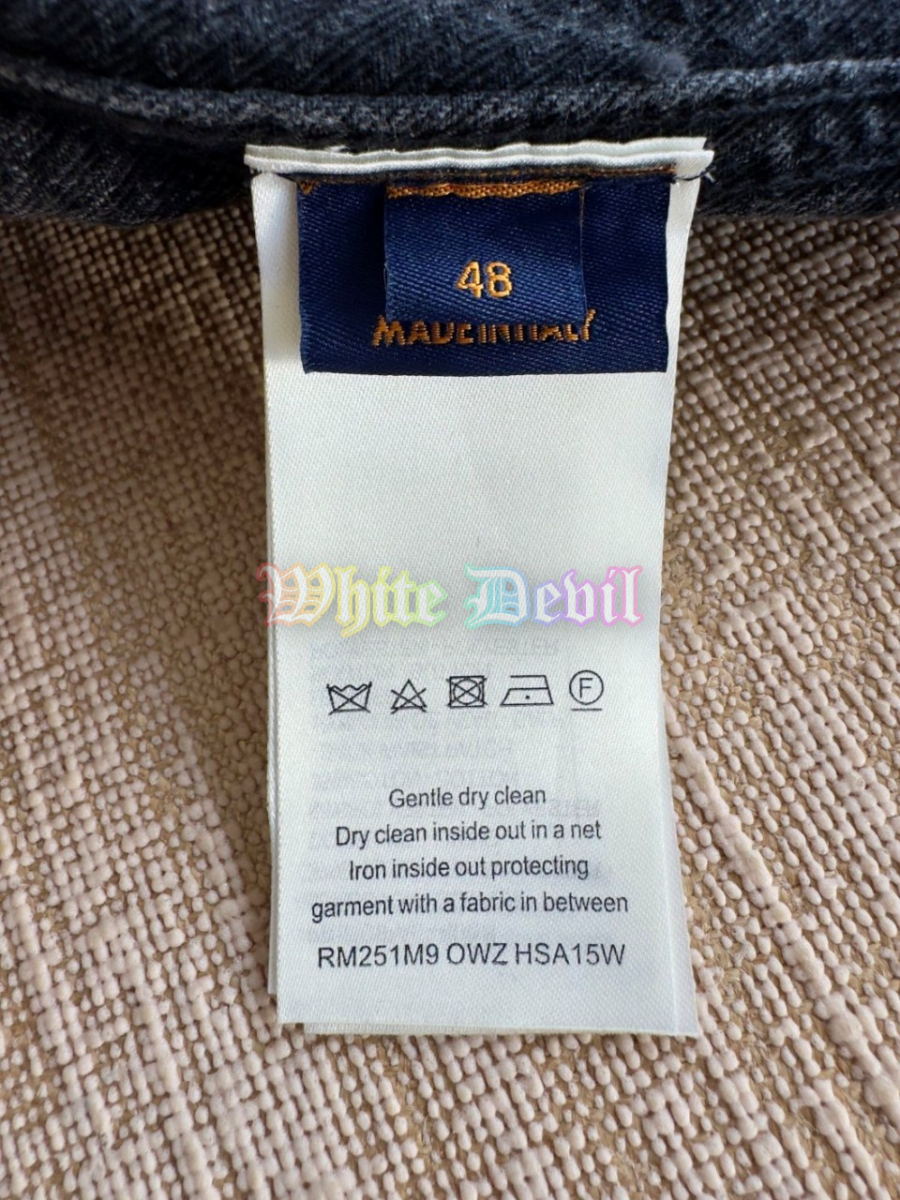 48
MADE IN ITALY
White Devil
F
Gentle dry clean
Dry clean inside out in a net
Iron inside out protecting
garment with a fabric in between
RM251M9 OWZ HSA15W